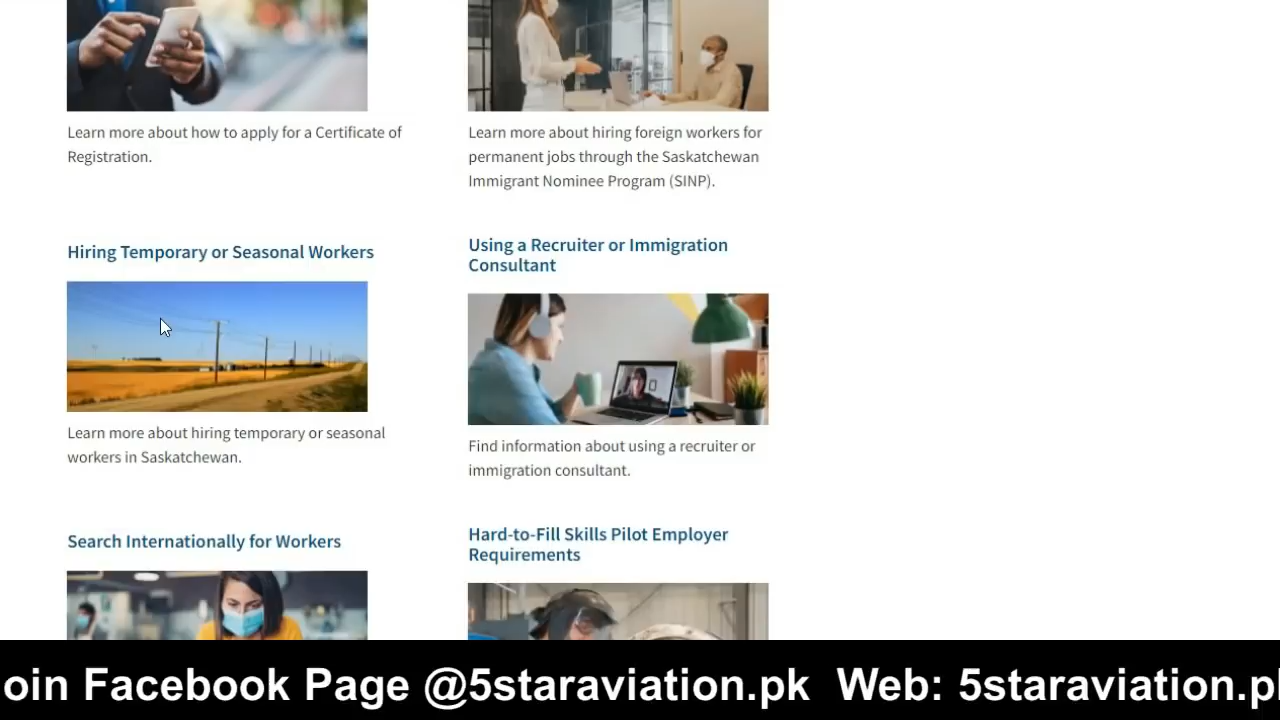 Learn more about how to apply for a Certificate of
Registration.
Learn more about hiring foreign workers for
permanent jobs through the Saskatchewan
Immigrant Nominee Program (SINP).
Hiring Temporary or Seasonal Workers
Learn more about hiring temporary or seasonal
workers in Saskatchewan.
Using a Recruiter or Immigration
Consultant
Find information about using a recruiter or
immigration consultant.
Search Internationally for Workers
Hard-to-Fill Skills Pilot Employer
Requirements
oin Facebook Page @5staraviation.pk Web: 5staraviation.pl